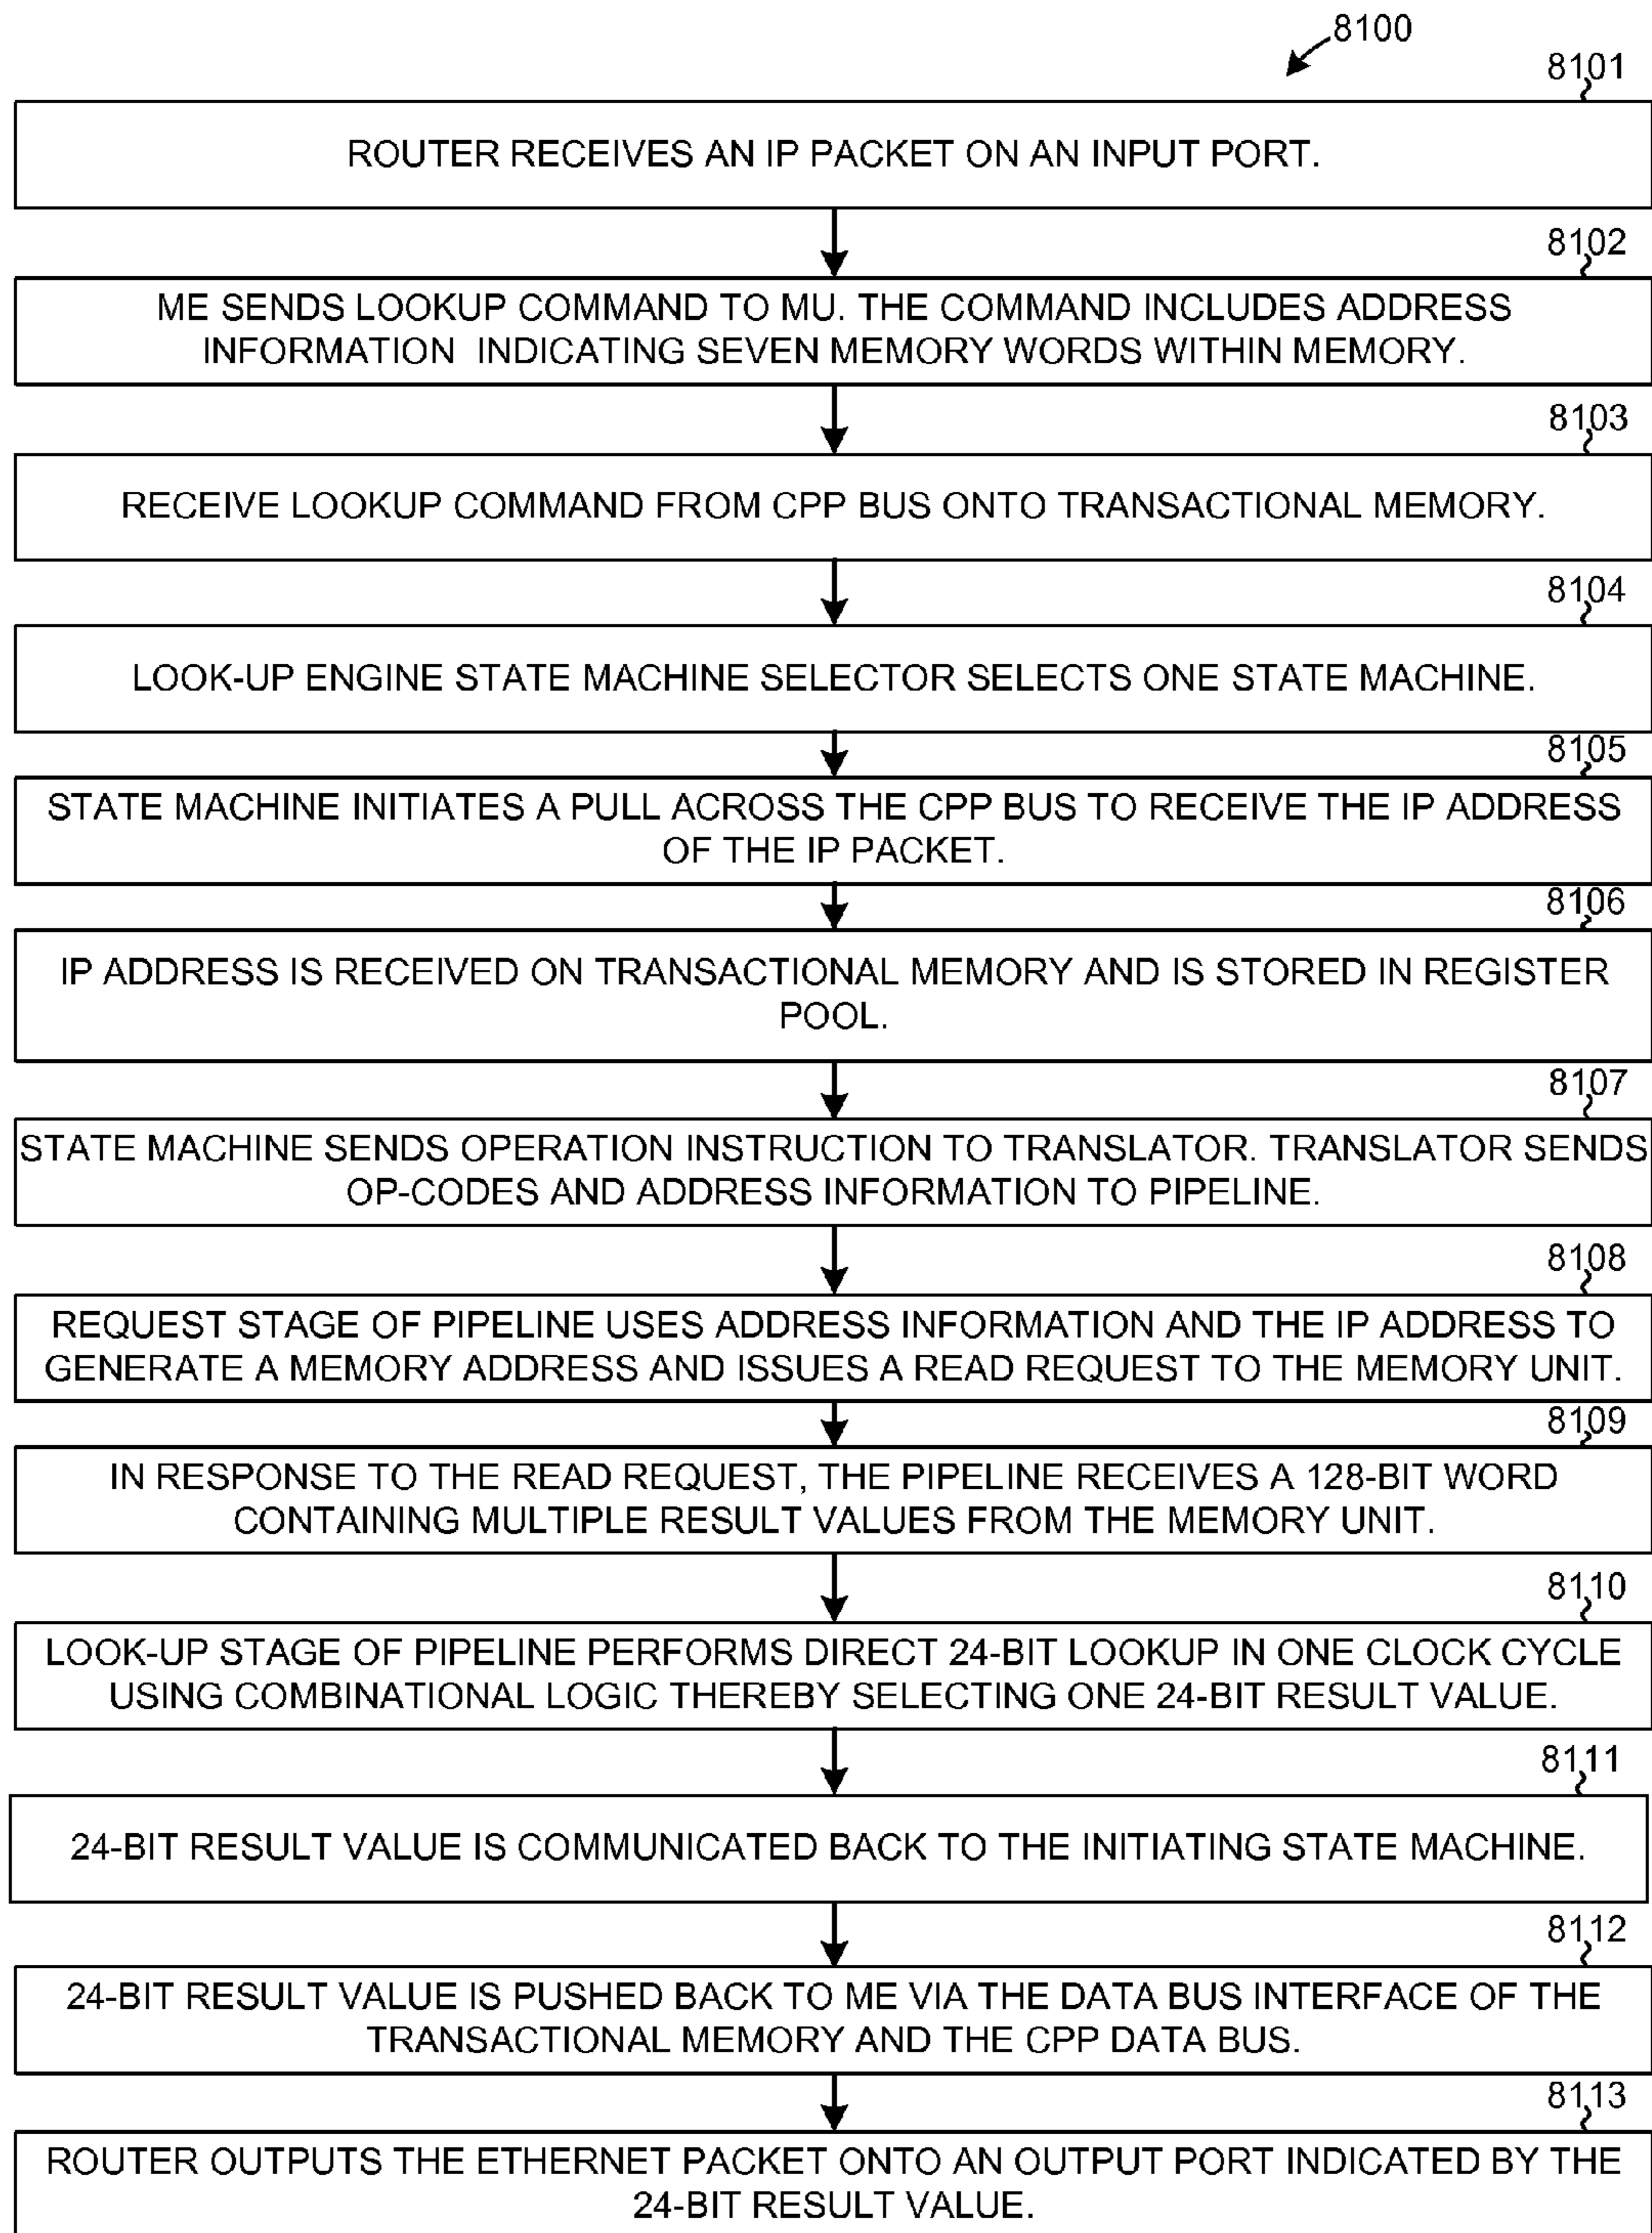 8100
8101
ROUTER RECEIVES AN IP PACKET ON AN INPUT PORT.
8102
ME SENDS LOOKUP COMMAND TO MU. THE COMMAND INCLUDES ADDRESS
INFORMATION INDICATING SEVEN MEMORY WORDS WITHIN MEMORY.
8103
RECEIVE LOOKUP COMMAND FROM CPP BUS ONTO TRANSACTIONAL MEMORY.
8104
LOOK-UP ENGINE STATE MACHINE SELECTOR SELECTS ONE STATE MACHINE.
8105
STATE MACHINE INITIATES A PULL ACROSS THE CPP BUS TO RECEIVE THE IP ADDRESS
OF THE IP PACKET.
8106
IP ADDRESS IS RECEIVED ON TRANSACTIONAL MEMORY AND IS STORED IN REGISTER
POOL.
8107
STATE MACHINE SENDS OPERATION INSTRUCTION TO TRANSLATOR. TRANSLATOR SENDS
OP-CODES AND ADDRESS INFORMATION TO PIPELINE.
8108
REQUEST STAGE OF PIPELINE USES ADDRESS INFORMATION AND THE IP ADDRESS TO
GENERATE A MEMORY ADDRESS AND ISSUES A READ REQUEST TO THE MEMORY UNIT.
8109
IN RESPONSE TO THE READ REQUEST, THE PIPELINE RECEIVES A 128-BIT WORD
CONTAINING MULTIPLE RESULT VALUES FROM THE MEMORY UNIT.
8110
LOOK-UP STAGE OF PIPELINE PERFORMS DIRECT 24-BIT LOOKUP IN ONE CLOCK CYCLE
USING COMBINATIONAL LOGIC THEREBY SELECTING ONE 24-BIT RESULT VALUE.
8111
24-BIT RESULT VALUE IS COMMUNICATED BACK TO THE INITIATING STATE MACHINE.
8112
24-BIT RESULT VALUE IS PUSHED BACK TO ME VIA THE DATA BUS INTERFACE OF THE
TRANSACTIONAL MEMORY AND THE CPP DATA BUS.
8113
ROUTER OUTPUTS THE ETHERNET PACKET ONTO AN OUTPUT PORT INDICATED BY THE
24-BIT RESULT VALUE.